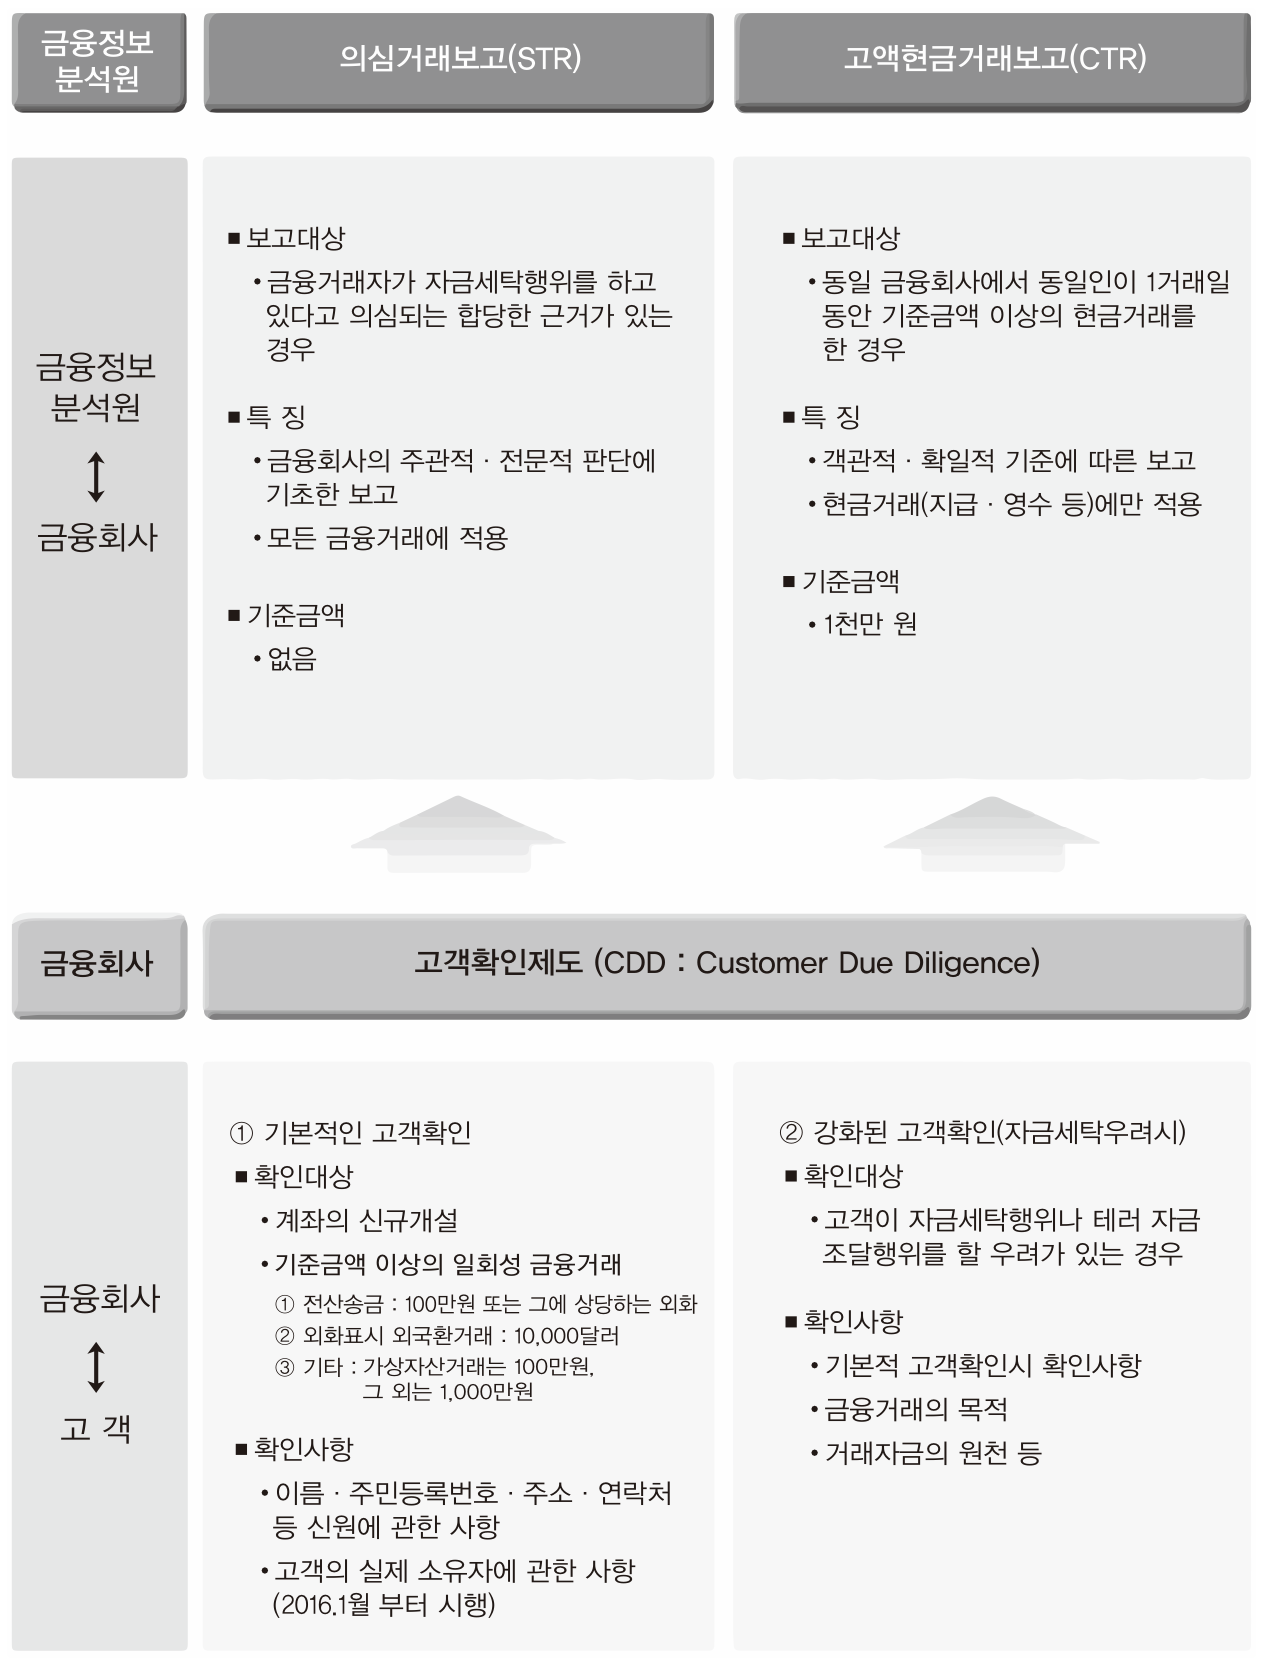 금융정보
분석원
의심거래보고(STR)
고액현금거래보고(CTR)
금융정보
분석원
↕
금융회사
■ 보고대상
• 금융거래자가 자금세탁행위를 하고
있다고 의심되는 합당한 근거가 있는
경우
■ 특 징
• 금융회사의 주관적 · 전문적 판단에
기초한 보고
• 모든 금융거래에 적용
■ 기준금액
• 없음
■ 보고대상
• 동일 금융회사에서 동일인이 1거래일
동안 기준금액 이상의 현금거래를
한 경우
■ 특 징
• 객관적 · 확일적 기준에 따른 보고
• 현금거래(지급 · 영수 등)에만 적용
■ 기준금액
• 1천만 원
금융회사
고객확인제도 (CDD : Customer Due Diligence)
금융회사
↕
고 객
① 기본적인 고객확인
■ 확인대상
• 계좌의 신규개설
• 기준금액 이상의 일회성 금융거래
① 전산송금 : 100만원 또는 그에 상당하는 외화
② 외화표시 외국환거래 : 10,000달러
③ 기타 : 가상자산거래는 100만원,
그 외는 1,000만원
■ 확인사항
• 이름 · 주민등록번호 · 주소 · 연락처
등 신원에 관한 사항
• 고객의 실제 소유자에 관한 사항
(2016.1월 부터 시행)
② 강화된 고객확인(자금세탁우려시)
■ 확인대상
• 고객이 자금세탁행위나 테러 자금
조달행위를 할 우려가 있는 경우
■ 확인사항
• 기본적 고객확인시 확인사항
• 금융거래의 목적
• 거래자금의 원천 등